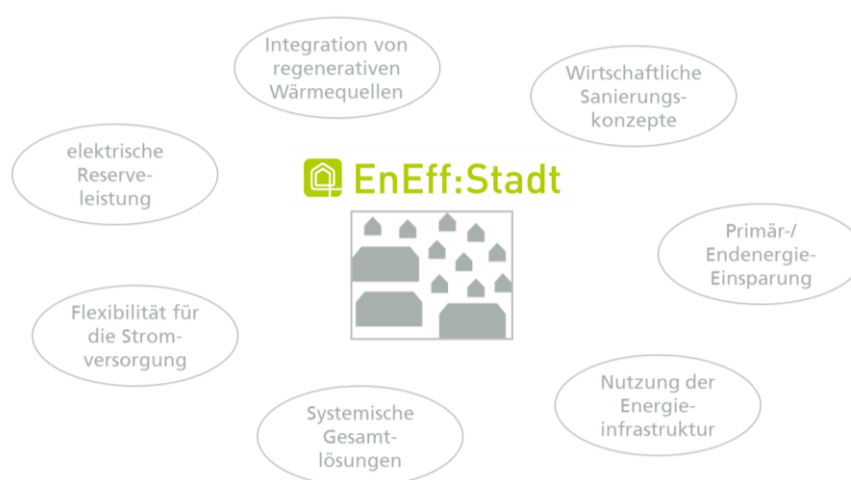 Integration von
regenerativen
Wärmequellen
Wirtschaftliche
Sanierungs-
konzepte
elektrische
Reserve-
leistung
EnEff:Stadt
Primär-/
Endenergie-
Einsparung
Flexibilität für
die Strom-
versorgung
Nutzung der
Energie-
infrastruktur
Systemische
Gesamt-
lösungen